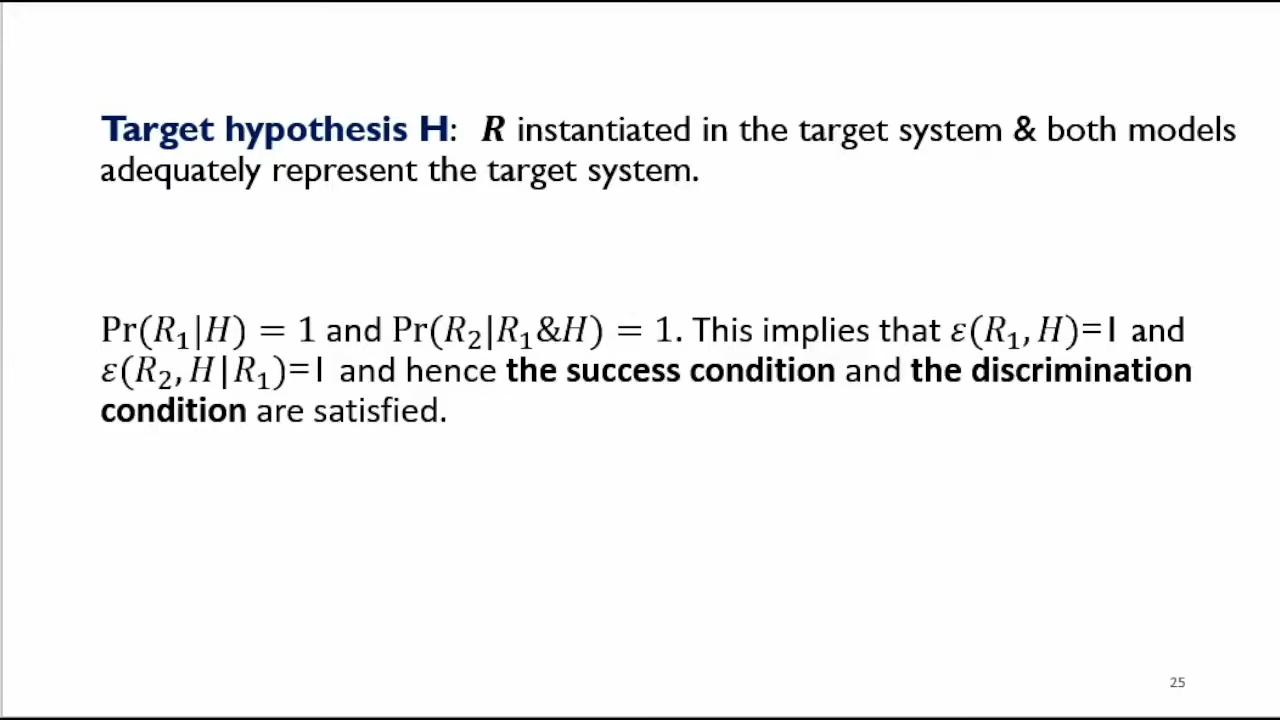 Target hypothesis H: R instantiated in the target system & both models
adequately represent the target system.
Pr(R₁|H) = 1 and Pr(R₂|R₁&H) = 1. This implies that ε(R₁, H)=1 and
ε(R₂, H|R₁)=1 and hence the success condition and the discrimination
condition are satisfied.
25